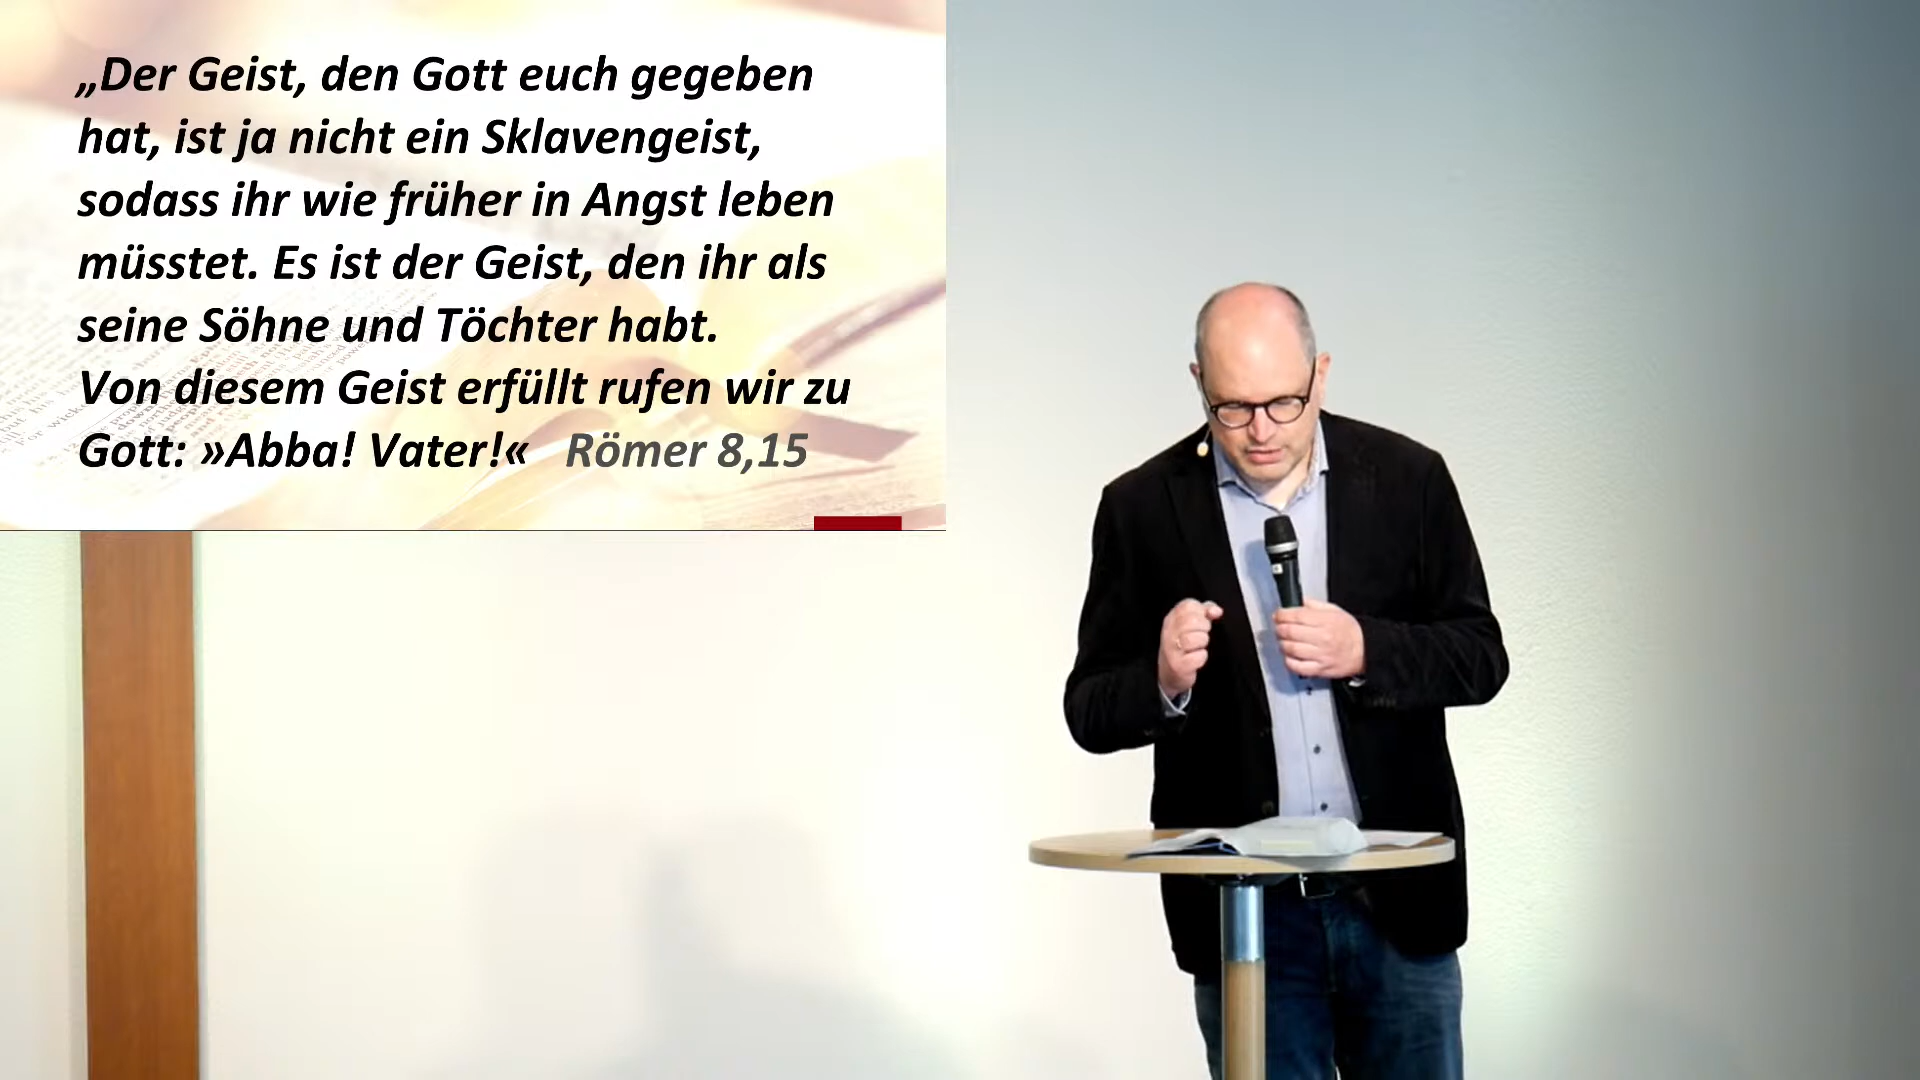 „Der Geist, den Gott euch gegeben
hat, ist ja nicht ein Sklavengeist,
sodass ihr wie früher in Angst leben
müsstet. Es ist der Geist, den ihr als
seine Söhne und Töchter habt.
Von diesem Geist erfüllt rufen wir zu
Gott: »Abba! Vater!« Römer 8,15